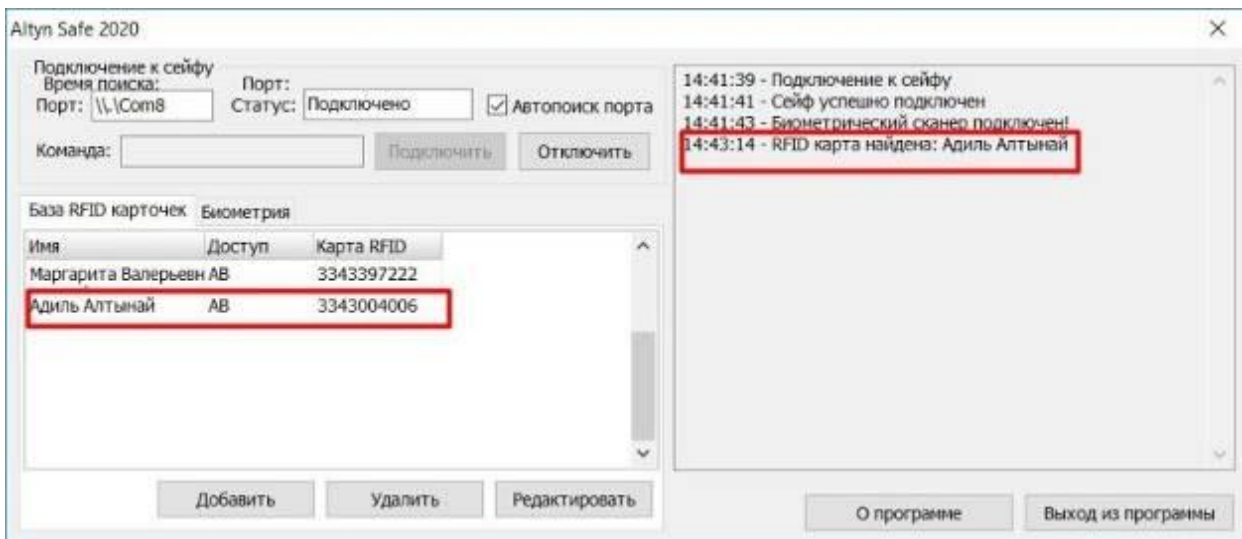 Altyn Safe 2020
Подключение к сейфу
Время поиска: Порт:
Порт: \\.\Com8 Статус: Подключено Автопоиск порта
Команда: Подключить Отключить
База RFID карточек Биометрия
Имя Доступ Карта RFID
Маргарита Валерьевн АВ 3343397222
Адиль Алтынай АВ 3343004006
Добавить Удалить Редактировать
14:41:39 - Подключение к сейфу
14:41:41 - Сейф успешно подключен
14:41:43 - Биометрический сканер подключен!
14:43:14 - RFID карта найдена: Адиль Алтынай
О программе Выход из программы